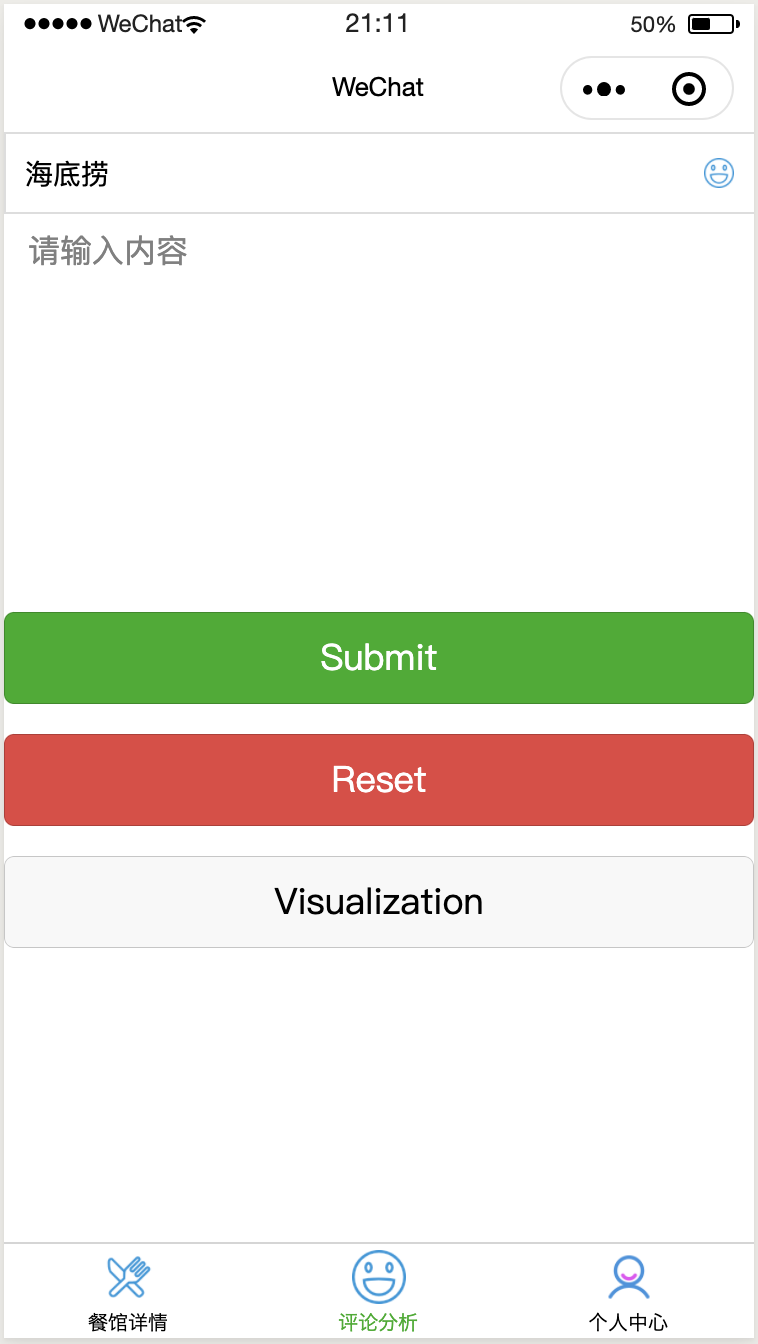 WeChat 21:11 50%
WeChat
海底捞
请输入内容
Submit
Reset
Visualization
餐馆详情 评论分析 个人中心